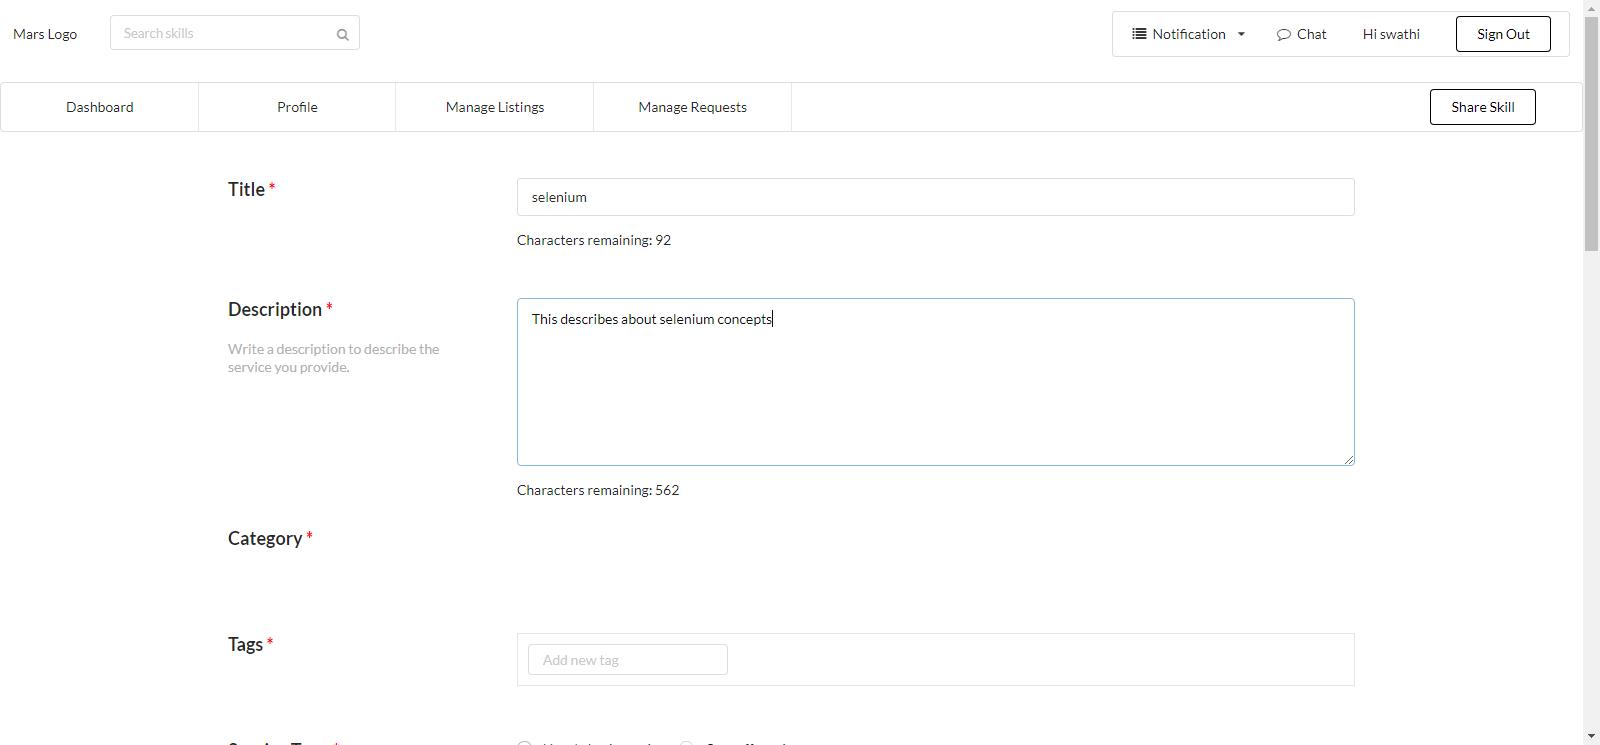 Mars Logo
Search skills
Notification
Chat
Hi swathi
Sign Out
Dashboard
Profile
Manage Listings
Manage Requests
Share Skill
Title *
selenium
Characters remaining: 92
Description *
Write a description to describe the
service you provide.
This describes about selenium concepts
Characters remaining: 562
Category *
Tags *
Add new tag